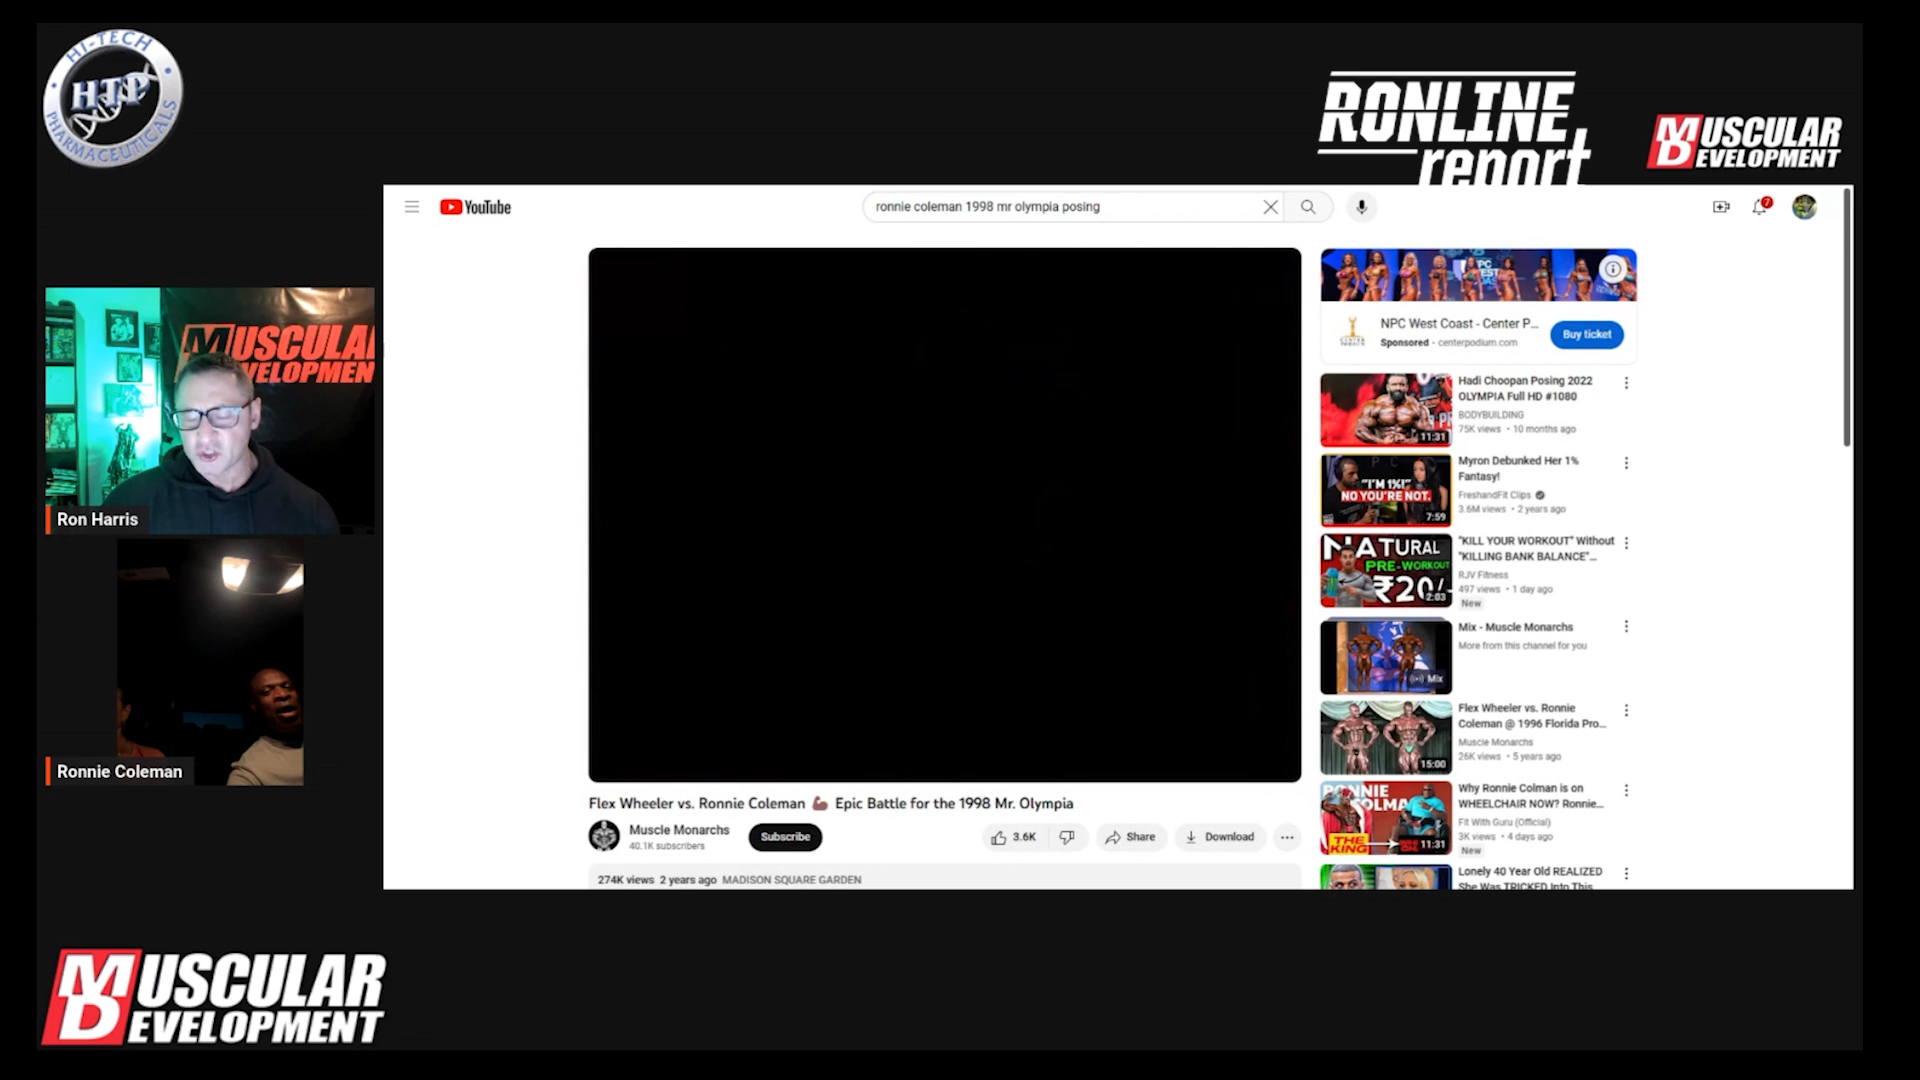 HI-TECH
HTP
PHARMACEUTICALS
RONLINE
report
MUSCULAR
DEVELOPMENT
YouTube
ronnie coleman 1998 mr olympia posing
7
NPC West Coast - Center P...
Sponsored - centerpodium.com
Buy ticket
Hadi Choopan Posing 2022
OLYMPIA Full HD #1080
BODYBUILDING
75K views • 10 months ago
11:31
"I'M 1%!"
NO YOU'RE NOT.
7:59
Myron Debunked Her 1%
Fantasy!
FreshandFit Clips
3.6M views • 2 years ago
NATURAL
PRE-WORKOUT
₹20/-
2:03
"KILL YOUR WORKOUT" Without
"KILLING BANK BALANCE"...
RJV Fitness
497 views • 1 day ago
New
Mix
Mix - Muscle Monarchs
More from this channel for you
15:00
Flex Wheeler vs. Ronnie
Coleman @ 1996 Florida Pro...
Muscle Monarchs
26K views • 5 years ago
THE
KING
11:31
Why Ronnie Colman is on
WHEELCHAIR NOW? Ronnie...
Fit With Guru (Official)
3K views • 4 days ago
New
Lonely 40 Year Old REALIZED
She Was TRICKED Into This
MUSCULAR
DEVELOPMEN
Ron Harris
Ronnie Coleman
Flex Wheeler vs. Ronnie Coleman 💪🏾 Epic Battle for the 1998 Mr. Olympia
Muscle Monarchs
40.1K subscribers
Subscribe
3.6K
Share
Download
274K views 2 years ago MADISON SQUARE GARDEN
MUSCULAR
DEVELOPMENT